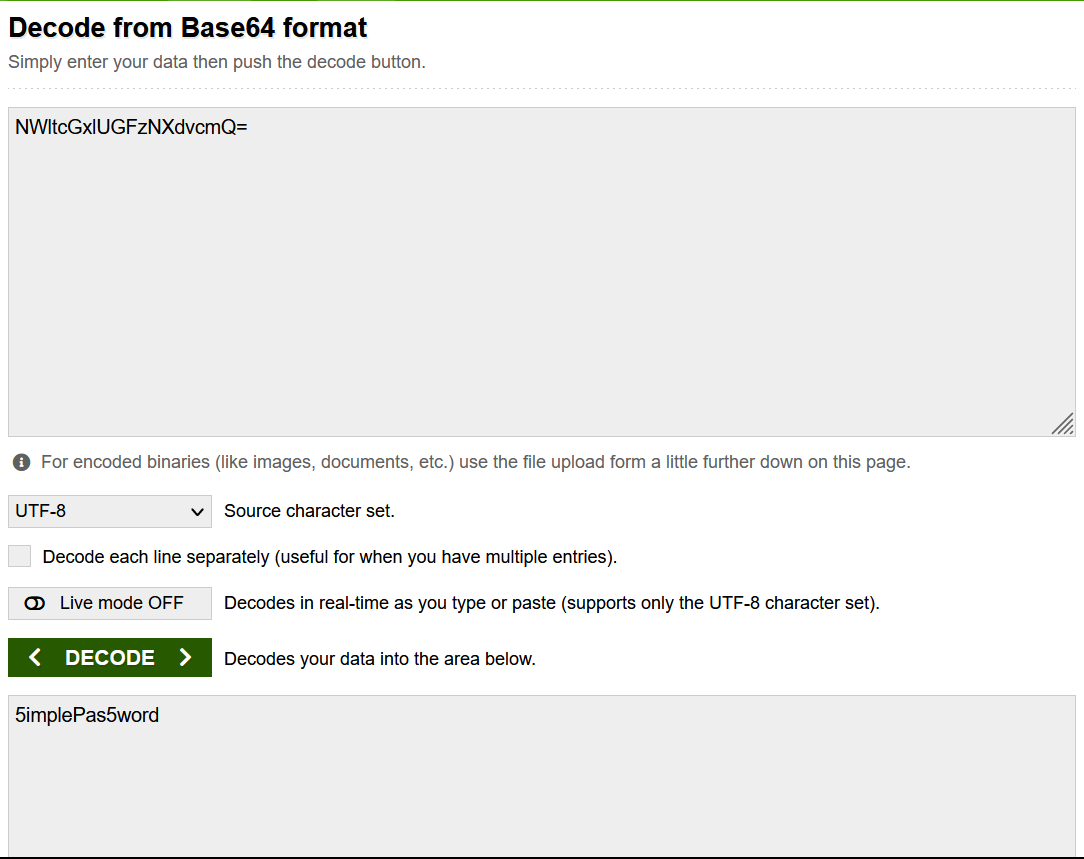 Decode from Base64 format
Simply enter your data then push the decode button.
NWltcGxlUGFzNXdvcmQ=
For encoded binaries (like images, documents, etc.) use the file upload form a little further down on this page.
UTF-8 Source character set.
Decode each line separately (useful for when you have multiple entries).
Live mode OFF Decodes in real-time as you type or paste (supports only the UTF-8 character set).
< DECODE > Decodes your data into the area below.
5implePas5word